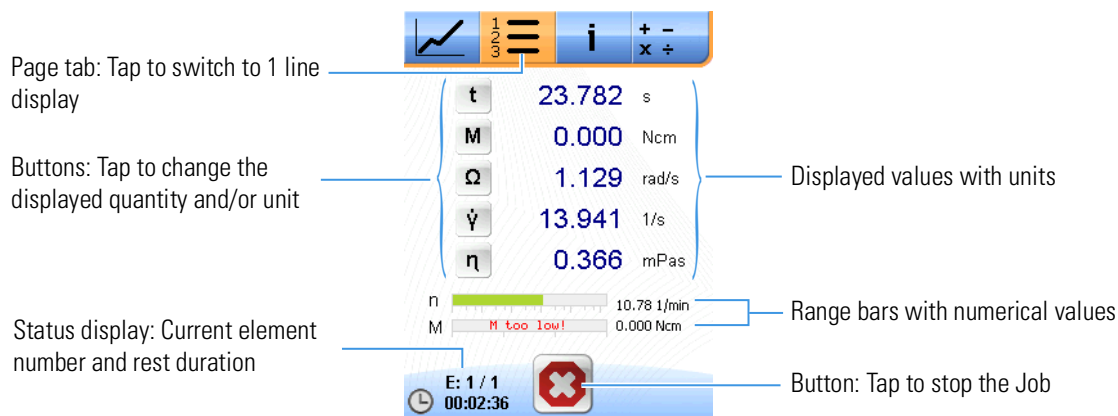 1
2
3
i
+ −
x ÷
Page tab: Tap to switch to 1 line
display
t 23.782 s
M 0.000 Ncm
Buttons: Tap to change the
displayed quantity and/or unit
Ω 1.129 rad/s
Displayed values with units
γ̇ 13.941 1/s
η 0.366 mPas
n 10.78 1/min
M M too low! 0.000 Ncm
Range bars with numerical values
Status display: Current element
number and rest duration
E: 1 / 1
00:02:36
Button: Tap to stop the Job